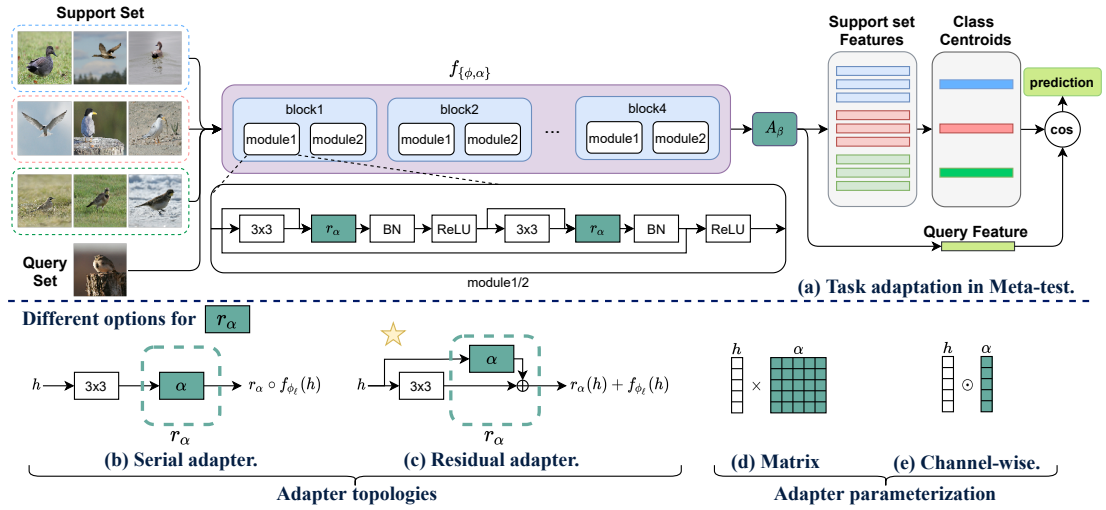 Support Set
Query
Set
f{ϕ,α}
block1
module1
module2
block2
module1
module2
...
block4
module1
module2
Aβ
Support set
Features
Class
Centroids
prediction
cos
Query Feature
3x3
rα
BN
ReLU
3x3
rα
BN
ReLU
module1/2
(a) Task adaptation in Meta-test.
Different options for rα
h
3x3
α
rα ∘ fϕℓ(h)
rα
(b) Serial adapter.
h
3x3
α
rα(h) + fϕℓ(h)
rα
(c) Residual adapter.
Adapter topologies
h
×
α
(d) Matrix
h
⊙
α
(e) Channel-wise.
Adapter parameterization